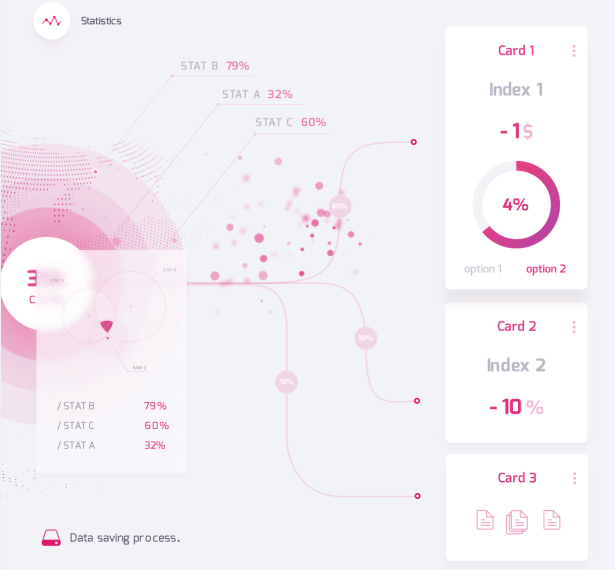 Statistics
STAT B 79%
STAT A 32%
STAT C 60%
60%
30%
10%
/ STAT B 79%
/ STAT C 60%
/ STAT A 32%
Data saving process.
Card 1
Index 1
- 1 $
4%
option 1 option 2
Card 2
Index 2
- 10 %
Card 3